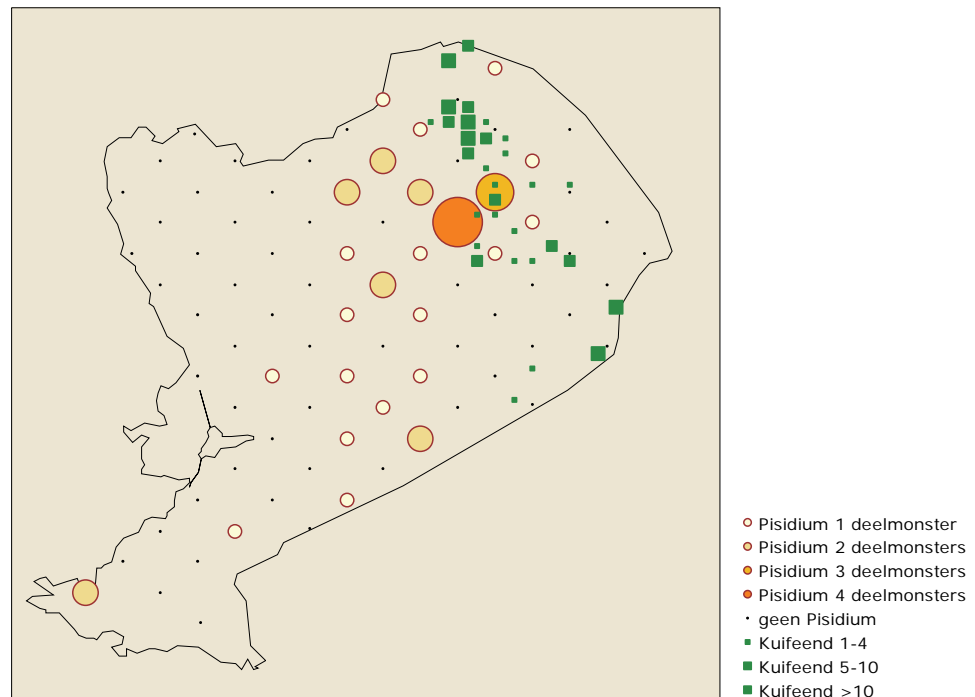 Pisidium 1 deelmonster
Pisidium 2 deelmonsters
Pisidium 3 deelmonsters
Pisidium 4 deelmonsters
geen Pisidium
Kuifeend 1-4
Kuifeend 5-10
Kuifeend >10